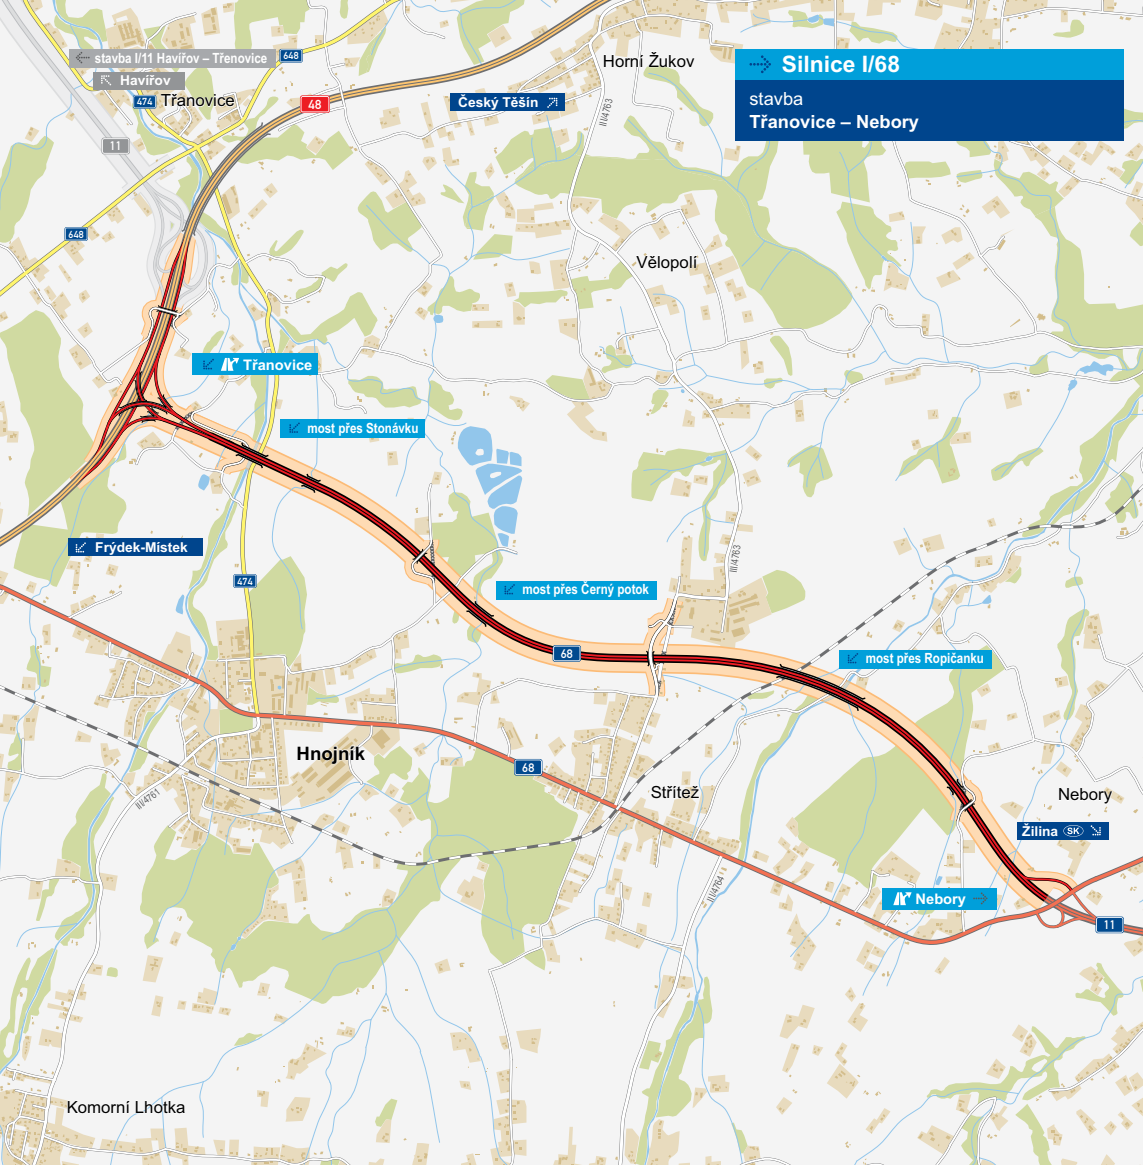 stavba I/11 Havířov – Třenovice
648
Havířov
474
Třanovice
48
Český Těšín
Horní Žukov
III/4763
Silnice I/68
stavba
Třanovice – Nebory
11
648
Vělopolí
Třanovice
most přes Stonávku
Frýdek-Místek
474
III/4763
most přes Černý potok
68
most přes Ropičanku
Hnojník
68
III/4761
Střítež
Nebory
Žilina SK
III/4764
Nebory
11
Komorní Lhotka